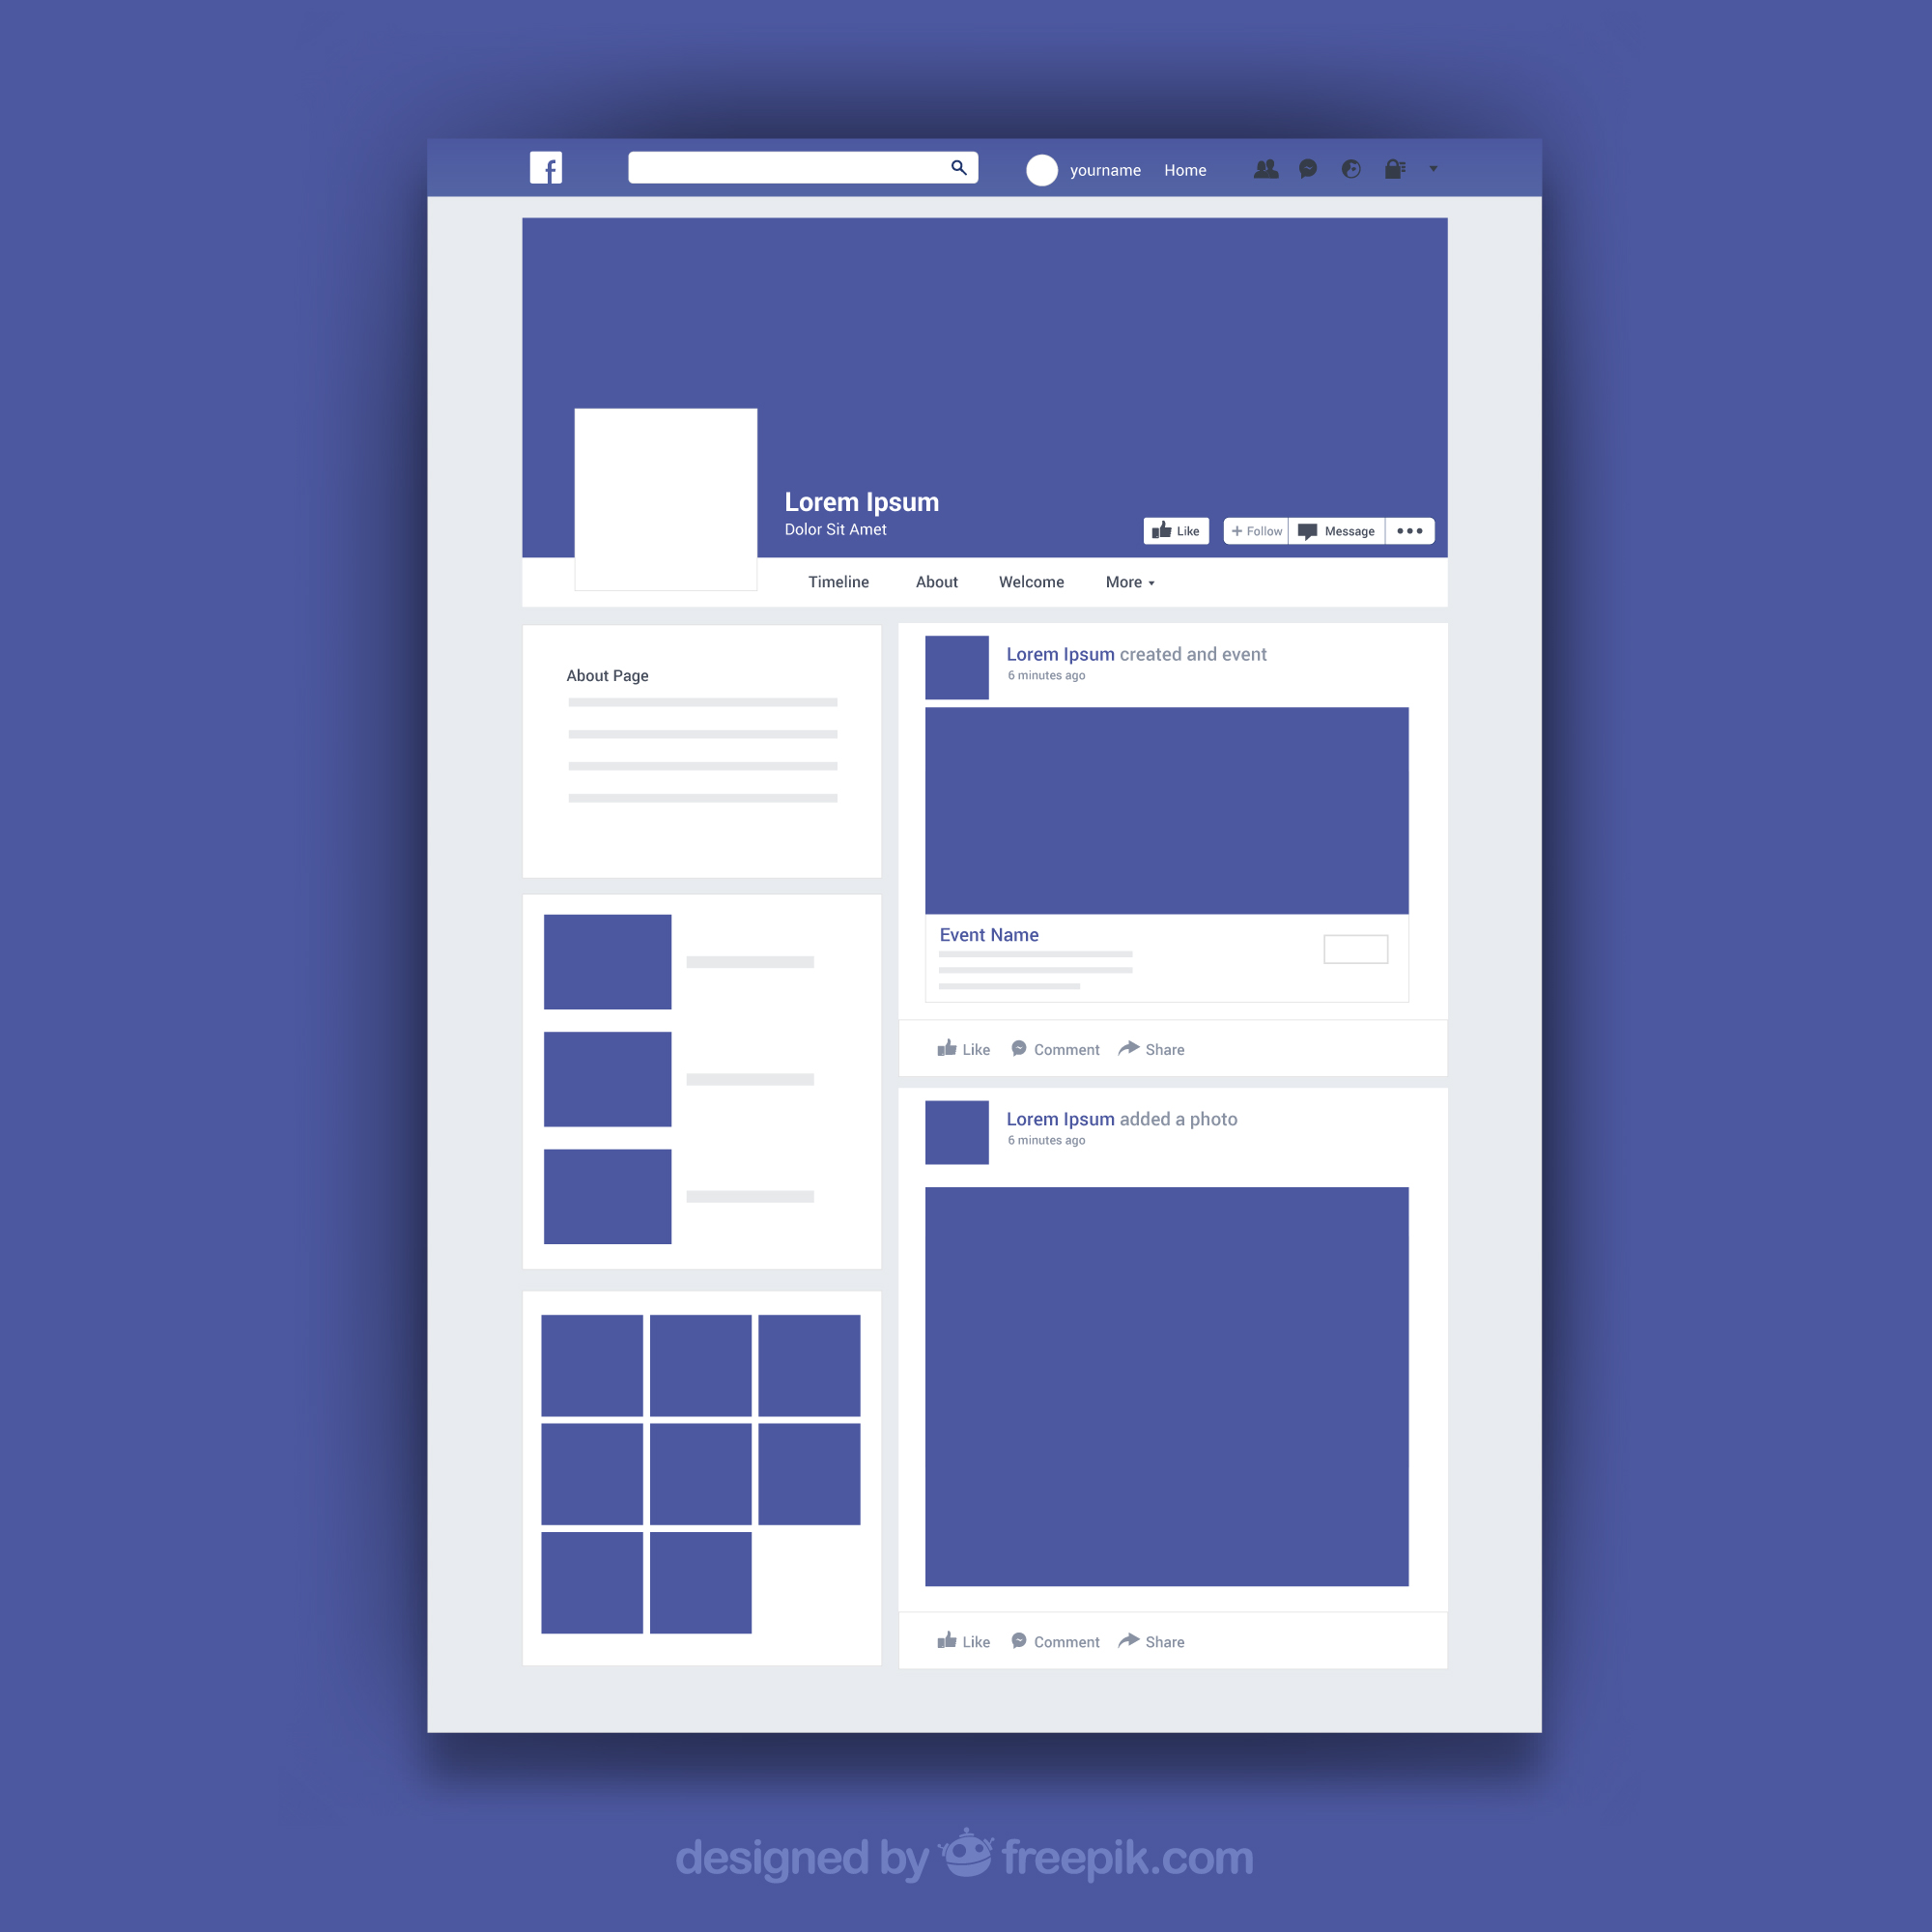 f
yourname Home
Lorem Ipsum
Dolor Sit Amet
Like + Follow Message
Timeline About Welcome More
About Page
Lorem Ipsum created and event
6 minutes ago
Event Name
Like Comment Share
Lorem Ipsum added a photo
6 minutes ago
Like Comment Share
designed by freepik.com